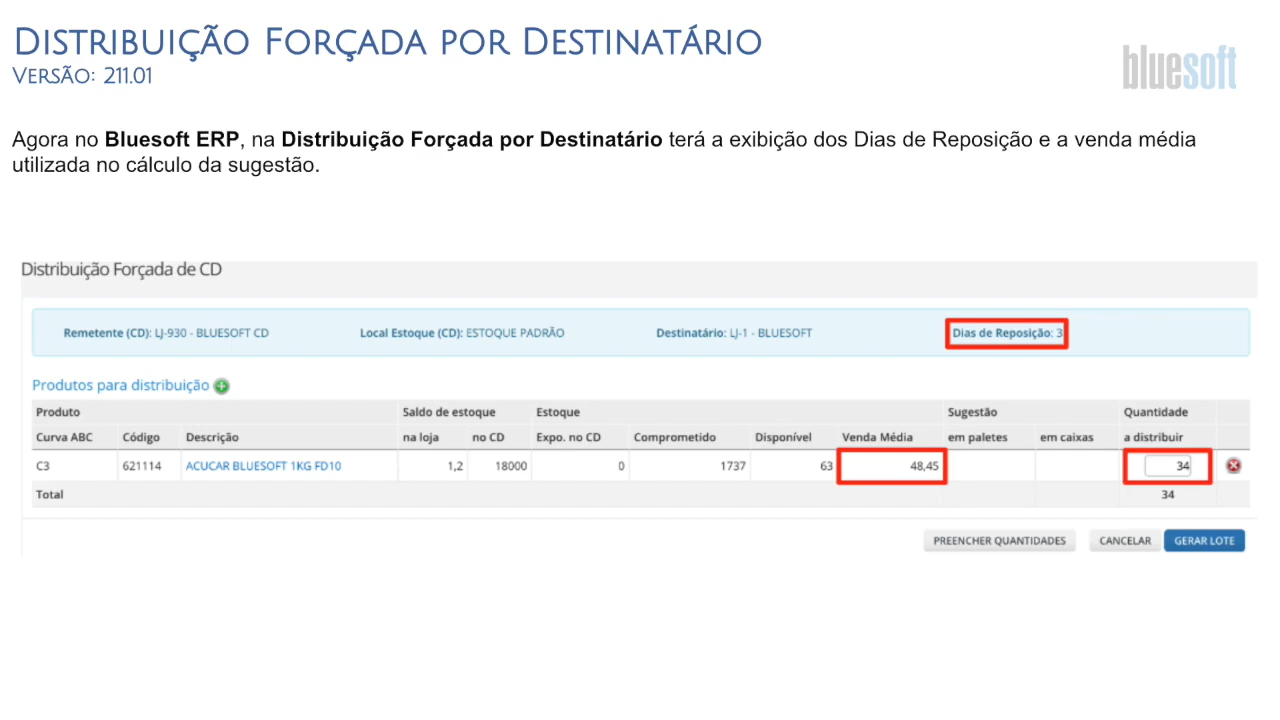 Distribuição Forçada por Destinatário
Versão: 211.01
bluesoft
Agora no Bluesoft ERP, na Distribuição Forçada por Destinatário terá a exibição dos Dias de Reposição e a venda média
utilizada no cálculo da sugestão.
Distribuição Forçada de CD
Remetente (CD): LJ-930 - BLUESOFT CD Local Estoque (CD): ESTOQUE PADRÃO Destinatário: LJ-1 - BLUESOFT Dias de Reposição: 3
Produtos para distribuição
Produto Saldo de estoque Estoque Sugestão Quantidade
Curva ABC Código Descrição na loja no CD Expo. no CD Comprometido Disponível Venda Média em paletes em caixas a distribuir
C3 621114 ACUCAR BLUESOFT 1KG FD10 1,2 18000 0 1737 63 48,45 34
Total 34
PREENCHER QUANTIDADES CANCELAR GERAR LOTE